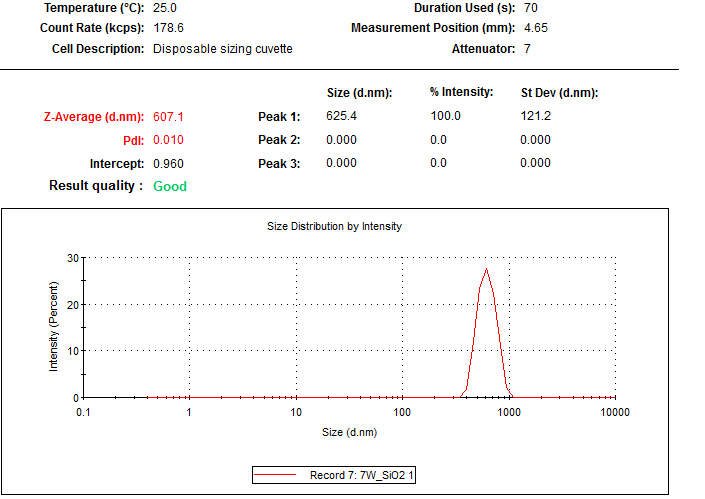 Temperature (°C): 25.0 Duration Used (s): 70
Count Rate (kcps): 178.6 Measurement Position (mm): 4.65
Cell Description: Disposable sizing cuvette Attenuator: 7
Size (d.nm): % Intensity: St Dev (d.nm):
Z-Average (d.nm): 607.1 Peak 1: 625.4 100.0 121.2
PdI: 0.010 Peak 2: 0.000 0.0 0.000
Intercept: 0.960 Peak 3: 0.000 0.0 0.000
Result quality : Good
Size Distribution by Intensity
Intensity (Percent)
30
20
10
0
0.1 1 10 100 1000 10000
Size (d.nm)
Record 7: 7W_SiO2 1